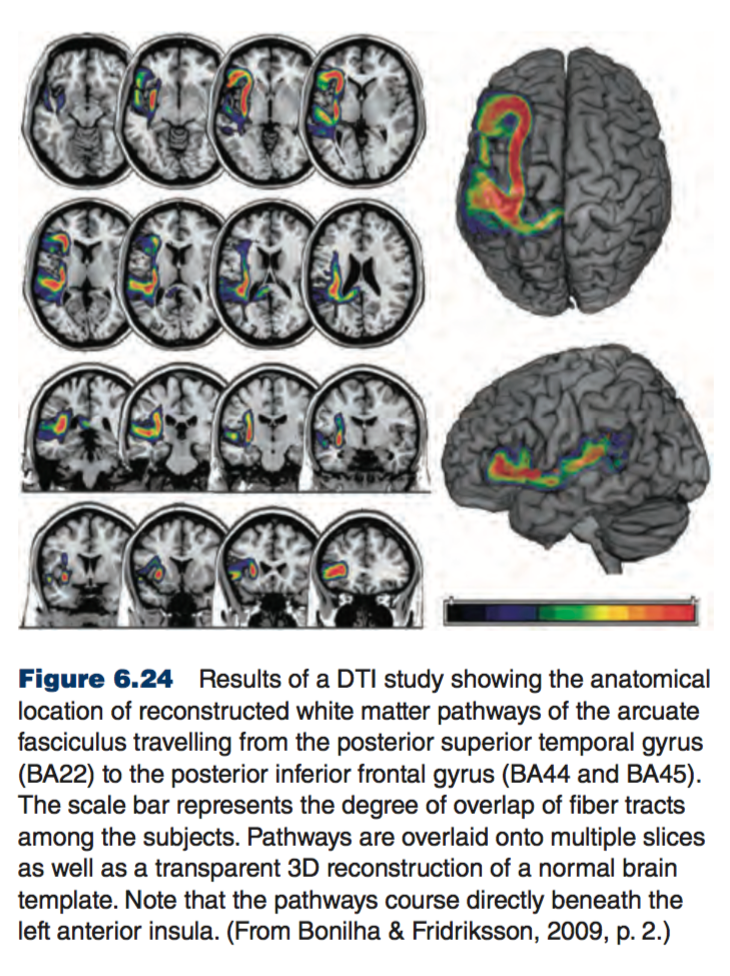 Figure 6.24 Results of a DTI study showing the anatomical
location of reconstructed white matter pathways of the arcuate
fasciculus travelling from the posterior superior temporal gyrus
(BA22) to the posterior inferior frontal gyrus (BA44 and BA45).
The scale bar represents the degree of overlap of fiber tracts
among the subjects. Pathways are overlaid onto multiple slices
as well as a transparent 3D reconstruction of a normal brain
template. Note that the pathways course directly beneath the
left anterior insula. (From Bonilha & Fridriksson, 2009, p. 2.)